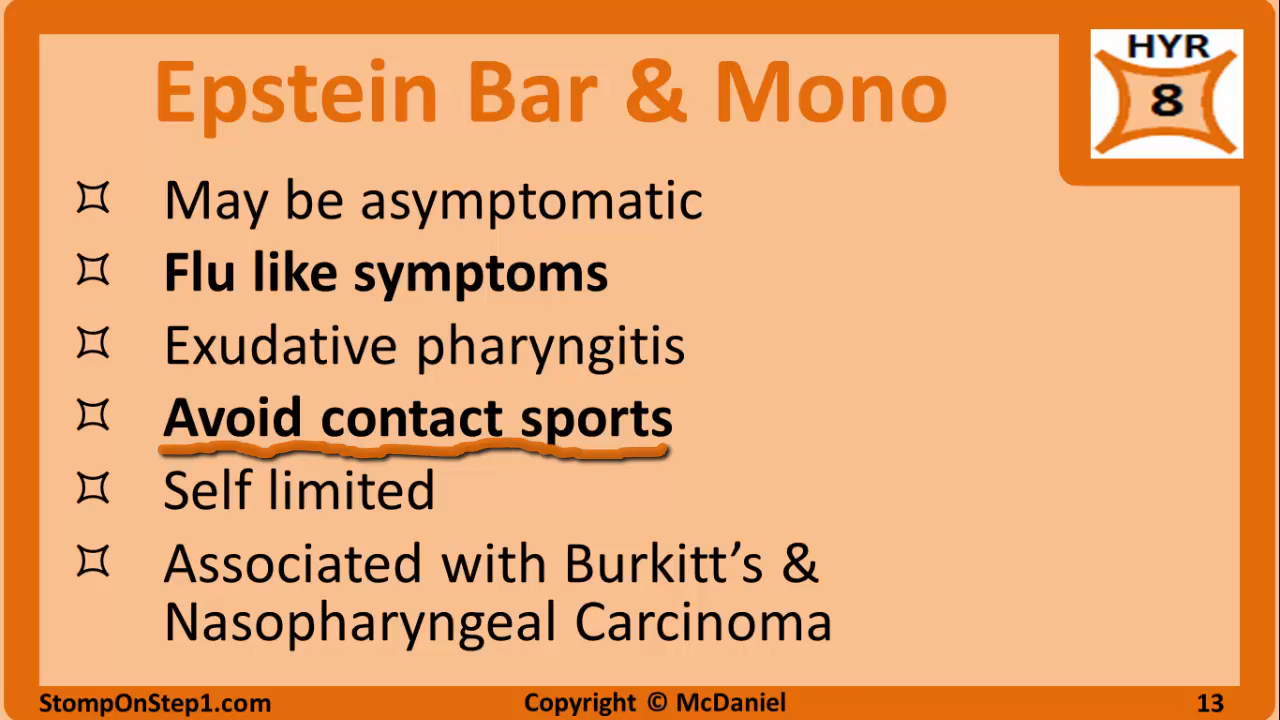 Epstein Bar & Mono
HYR
8
May be asymptomatic
Flu like symptoms
Exudative pharyngitis
Avoid contact sports
Self limited
Associated with Burkitt’s &
Nasopharyngeal Carcinoma
StompOnStep1.com
Copyright © McDaniel
13